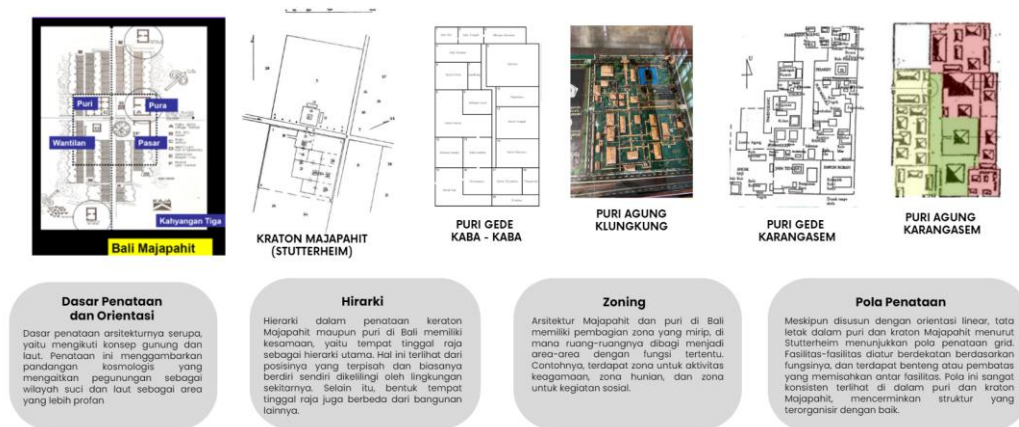 Puri
Pura
Wantilan
Pasar
Kahyangan Tiga
Bali Majapahit
KRATON MAJAPAHIT
(STUTTERHEIM)
PURI GEDE
KABA - KABA
PURI AGUNG
KLUNGKUNG
PURI GEDE
KARANGASEM
PURI AGUNG
KARANGASEM
Dasar Penataan
dan Orientasi
Dasar penataan arsitekturnya serupa,
yaitu mengikuti konsep gunung dan
laut. Penataan ini menggambarkan
pandangan kosmologis yang
mengaitkan pegunungan sebagai
wilayah suci dan laut sebagai area
yang lebih profan
Hirarki
Hierarki dalam penataan keraton
Majapahit maupun puri di Bali memiliki
kesamaan, yaitu tempat tinggal raja
sebagai hierarki utama. Hal ini terlihat dari
posisinya yang terpisah dan biasanya
berdiri sendiri dikelilingi oleh lingkungan
sekitarnya. Selain itu, bentuk tempat
tinggal raja juga berbeda dari bangunan
lainnya.
Zoning
Arsitektur Majapahit dan puri di Bali
memiliki pembagian zona yang mirip, di
mana ruang-ruangnya dibagi menjadi
area-area dengan fungsi tertentu.
Contohnya, terdapat zona untuk aktivitas
keagamaan, zona hunian, dan zona
untuk kegiatan sosial.
Pola Penataan
Meskipun disusun dengan orientasi linear, tata
letak dalam puri dan kraton Majapahit menurut
Stutterheim menunjukkan pola penataan grid.
Fasilitas-fasilitas diatur berdekatan berdasarkan
fungsinya, dan terdapat benteng atau pembatas
yang memisahkan antar fasilitas. Pola ini sangat
konsisten terlihat di dalam puri dan kraton
Majapahit, mencerminkan struktur yang
terorganisir dengan baik.